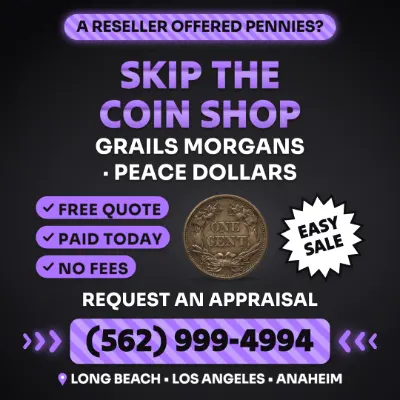 A RESELLER OFFERED PENNIES?
SKIP THE
COIN SHOP
GRAILS MORGANS
· PEACE DOLLARS
FREE QUOTE
PAID TODAY
NO FEES
ONE
CENT
EASY
SALE
REQUEST AN APPRAISAL
(562) 999-4994
LONG BEACH • LOS ANGELES • ANAHEIM